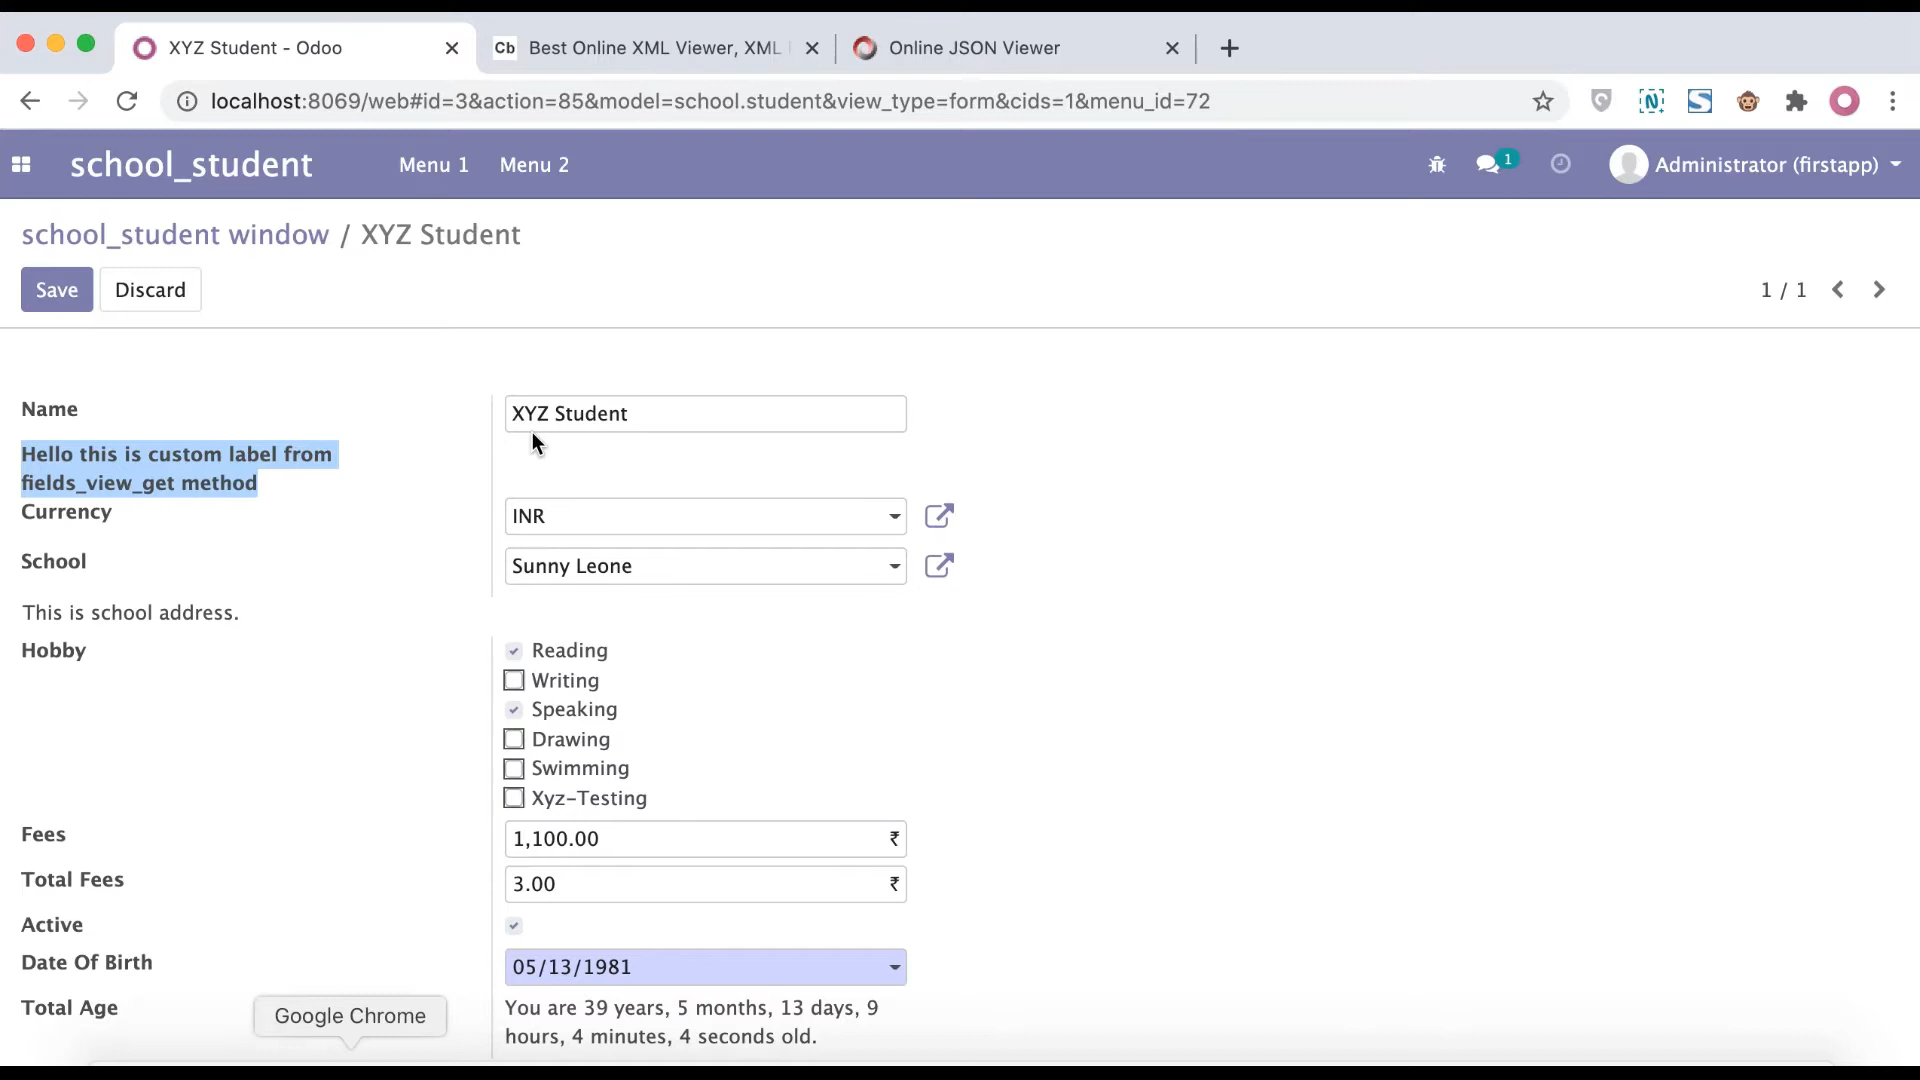 XYZ Student - Odoo
Cb Best Online XML Viewer, XML
Online JSON Viewer
localhost:8069/web#id=3&action=85&model=school.student&view_type=form&cids=1&menu_id=72
school_student Menu 1 Menu 2
1
Administrator (firstapp)
school_student window / XYZ Student
Save Discard
1 / 1
Name XYZ Student
Hello this is custom label from
fields_view_get method
Currency INR
School Sunny Leone
This is school address.
Hobby Reading
Writing
Speaking
Drawing
Swimming
Xyz-Testing
Fees 1,100.00 ₹
Total Fees 3.00 ₹
Active
Date Of Birth 05/13/1981
Total Age You are 39 years, 5 months, 13 days, 9
hours, 4 minutes, 4 seconds old.
Google Chrome